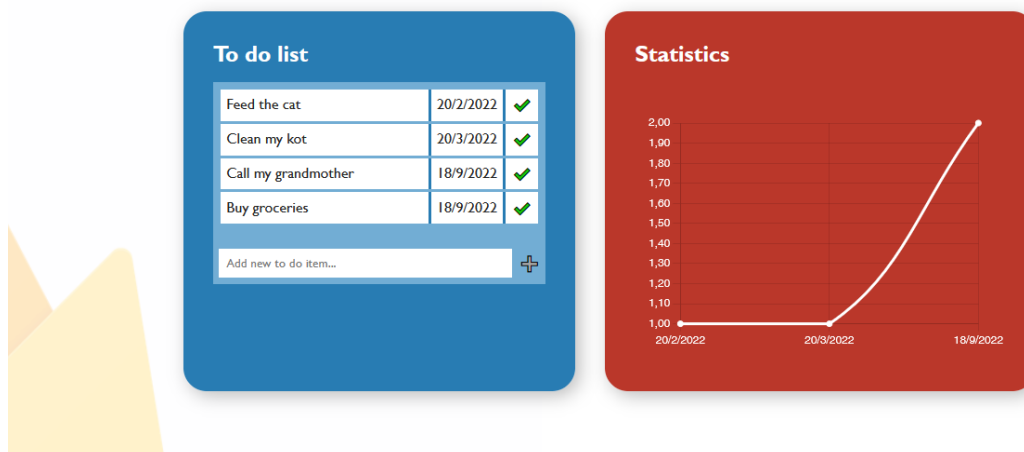 To do list
Feed the cat 20/2/2022
Clean my kot 20/3/2022
Call my grandmother 18/9/2022
Buy groceries 18/9/2022
Add new to do item...
Statistics
2,00
1,90
1,80
1,70
1,60
1,50
1,40
1,30
1,20
1,10
1,00
20/2/2022 20/3/2022 18/9/2022